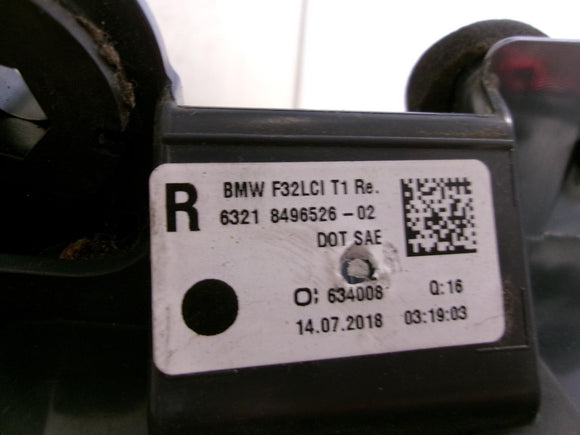 R
BMW F32LCI T1 Re.
6321 8496526-02
DOT SAE
634008 Q:16
14.07.2018 03:19:03